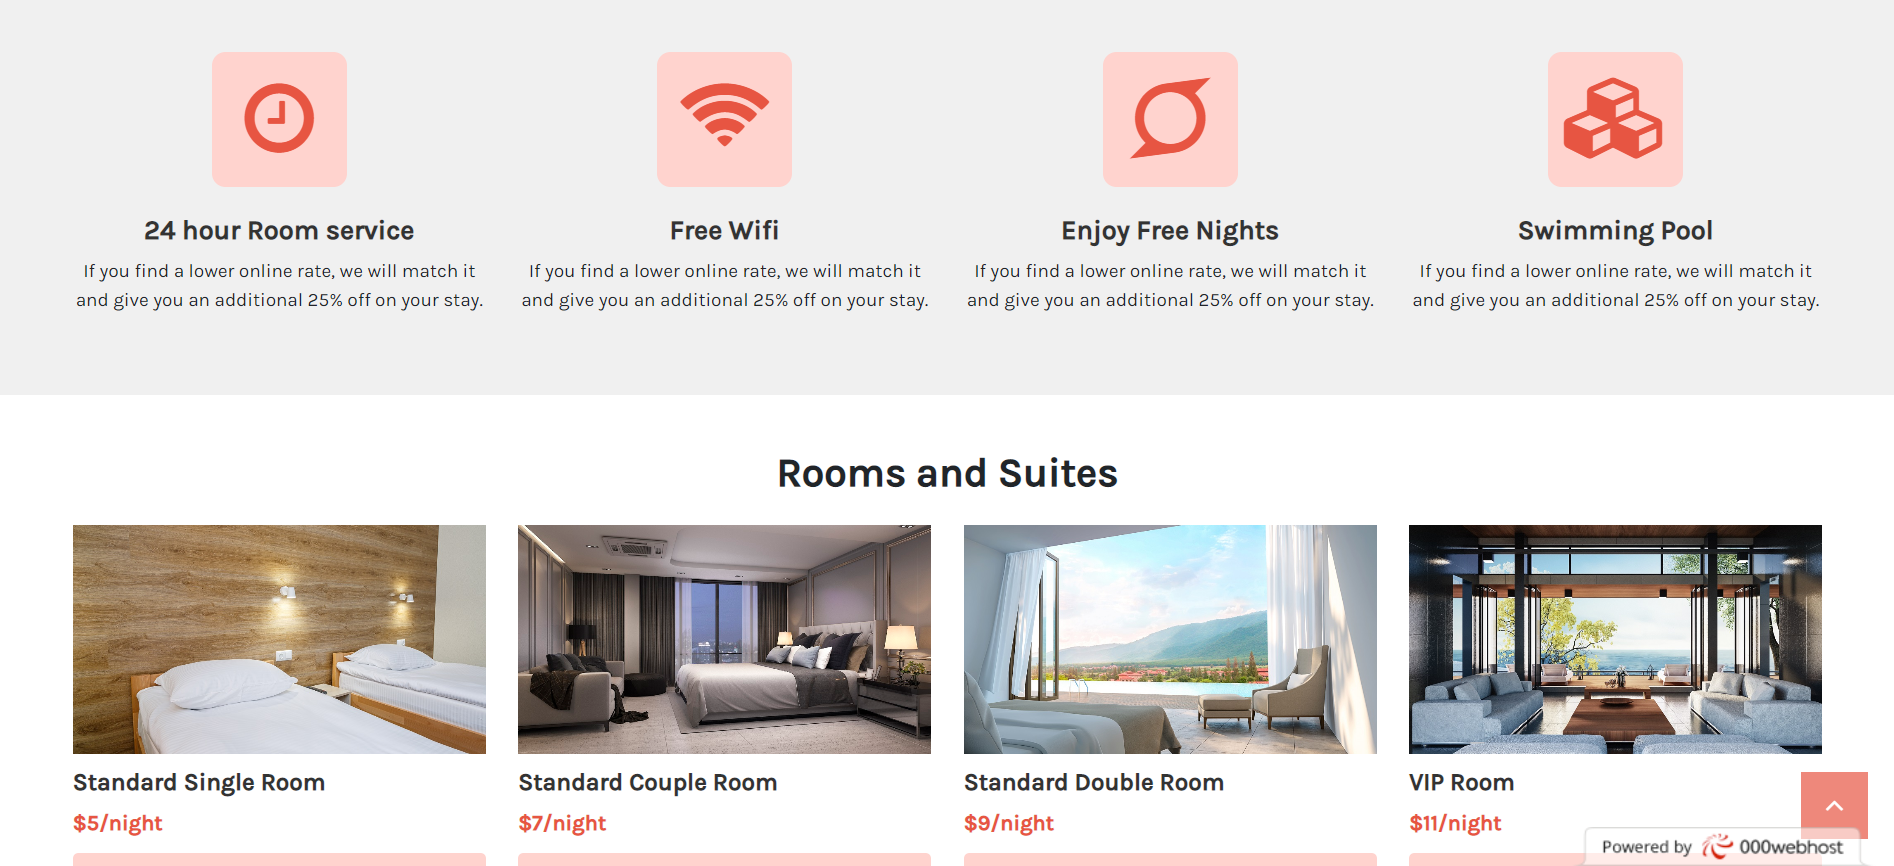 24 hour Room service
If you find a lower online rate, we will match it
and give you an additional 25% off on your stay.
Free Wifi
If you find a lower online rate, we will match it
and give you an additional 25% off on your stay.
Enjoy Free Nights
If you find a lower online rate, we will match it
and give you an additional 25% off on your stay.
Swimming Pool
If you find a lower online rate, we will match it
and give you an additional 25% off on your stay.
Rooms and Suites
Standard Single Room
$5/night
Standard Couple Room
$7/night
Standard Double Room
$9/night
VIP Room
$11/night
Powered by 000webhost